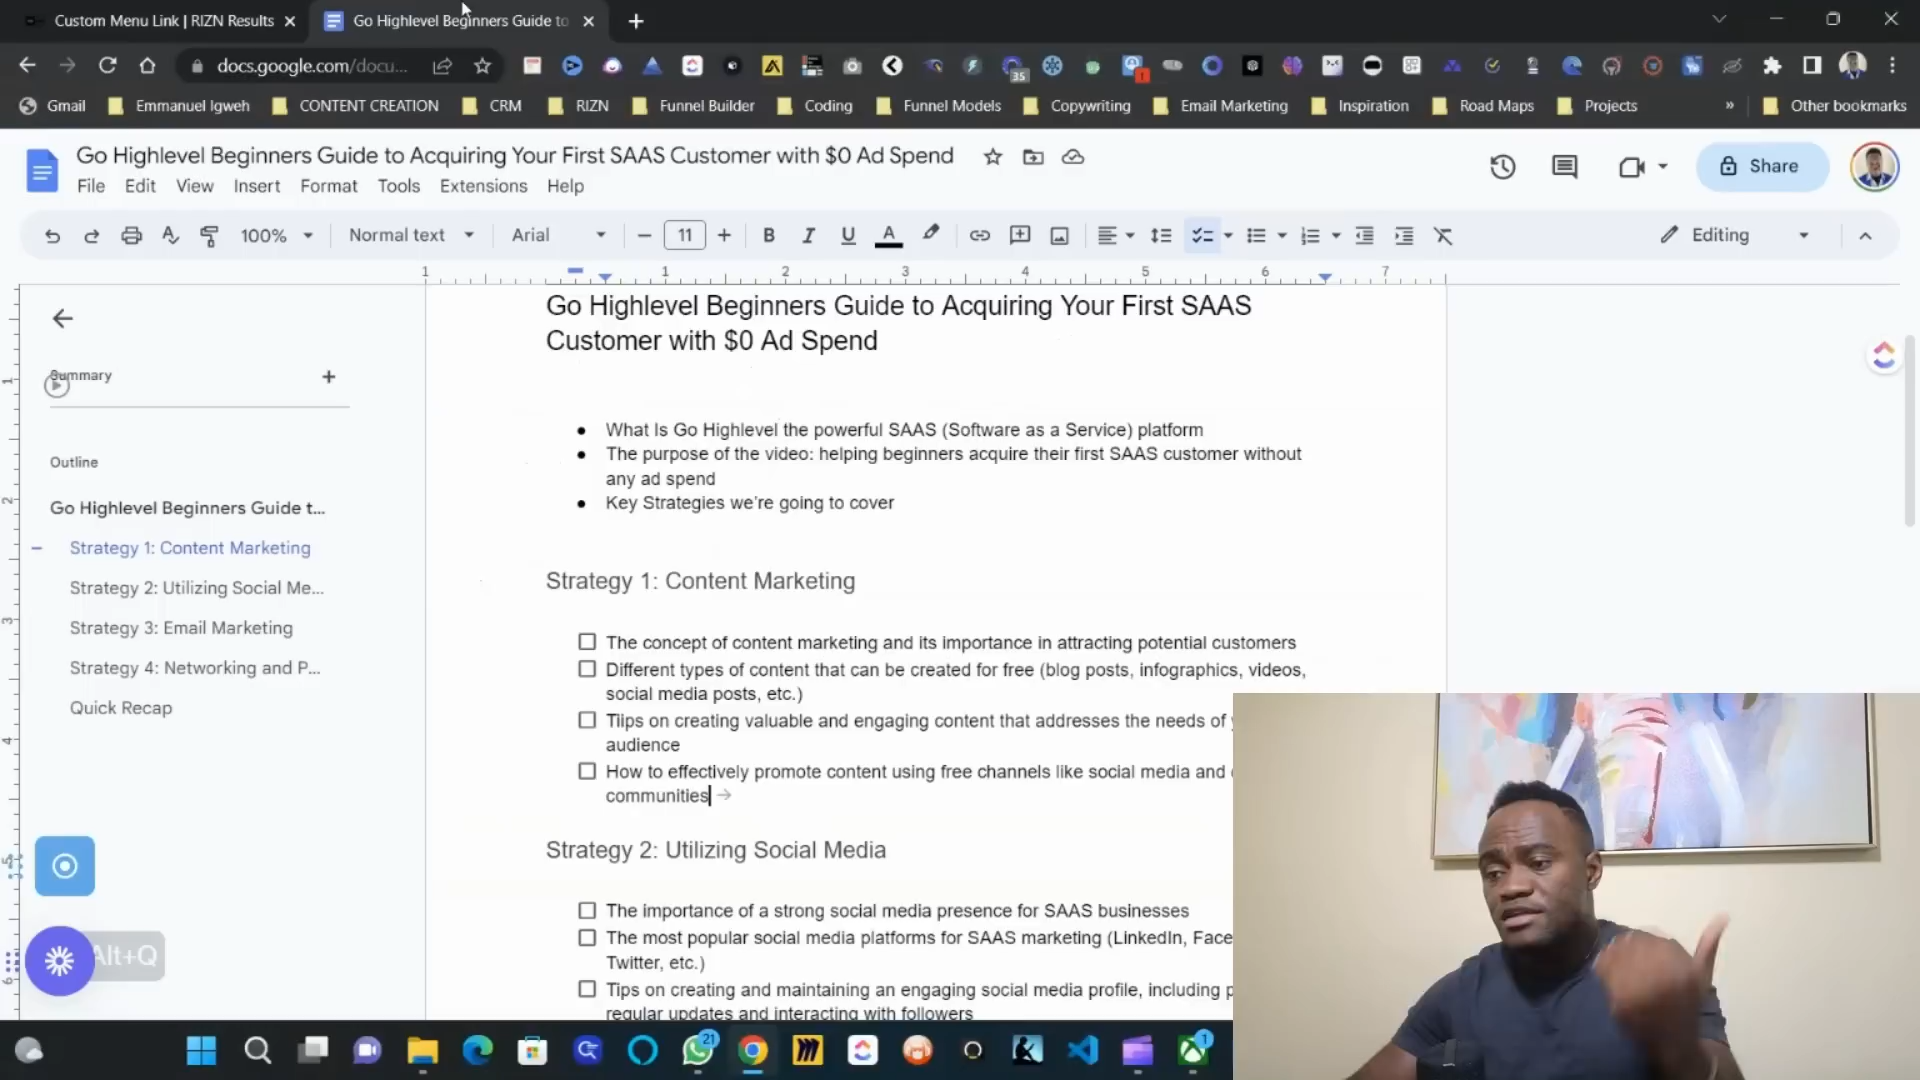 Custom Menu Link | RIZN Results
Go Highlevel Beginners Guide to
docs.google.com/docu...
35
Gmail
Emmanuel Igweh
CONTENT CREATION
CRM
RIZN
Funnel Builder
Coding
Funnel Models
Copywriting
Email Marketing
Inspiration
Road Maps
Projects
»
Other bookmarks
Go Highlevel Beginners Guide to Acquiring Your First SAAS Customer with $0 Ad Spend
File Edit View Insert Format Tools Extensions Help
Share
100%
Normal text
Arial
11
Editing
1 1 2 3 4 5 6 7
Summary
Outline
Go Highlevel Beginners Guide t...
Strategy 1: Content Marketing
Strategy 2: Utilizing Social Me...
Strategy 3: Email Marketing
Strategy 4: Networking and P...
Quick Recap
Alt+Q
Go Highlevel Beginners Guide to Acquiring Your First SAAS
Customer with $0 Ad Spend
What Is Go Highlevel the powerful SAAS (Software as a Service) platform
The purpose of the video: helping beginners acquire their first SAAS customer without
any ad spend
Key Strategies we're going to cover
Strategy 1: Content Marketing
The concept of content marketing and its importance in attracting potential customers
Different types of content that can be created for free (blog posts, infographics, videos,
social media posts, etc.)
Tiips on creating valuable and engaging content that addresses the needs of
audience
How to effectively promote content using free channels like social media and
communities
Strategy 2: Utilizing Social Media
The importance of a strong social media presence for SAAS businesses
The most popular social media platforms for SAAS marketing (LinkedIn, Face
Twitter, etc.)
Tips on creating and maintaining an engaging social media profile, including
regular updates and interacting with followers
21
1